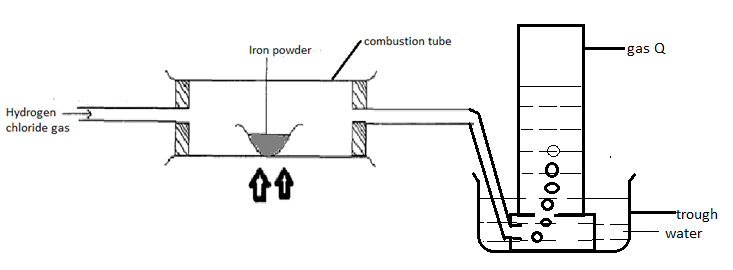 combustion tube
Iron powder
gas Q
Hydrogen
chloride gas
trough
water